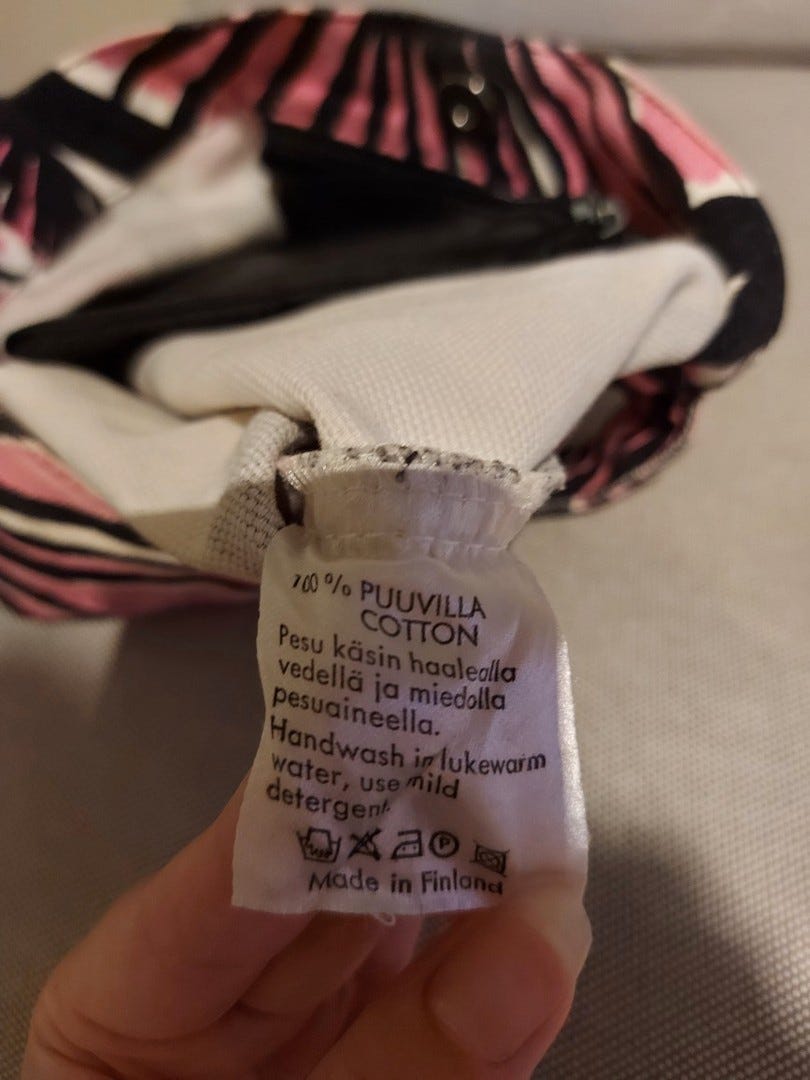 100 % PUUVILLA
COTTON
Pesu käsin haalealla
vedellä ja miedolla
pesuaineella.
Handwash in lukewarm
water, use mild
detergent.
P
Made in Finland